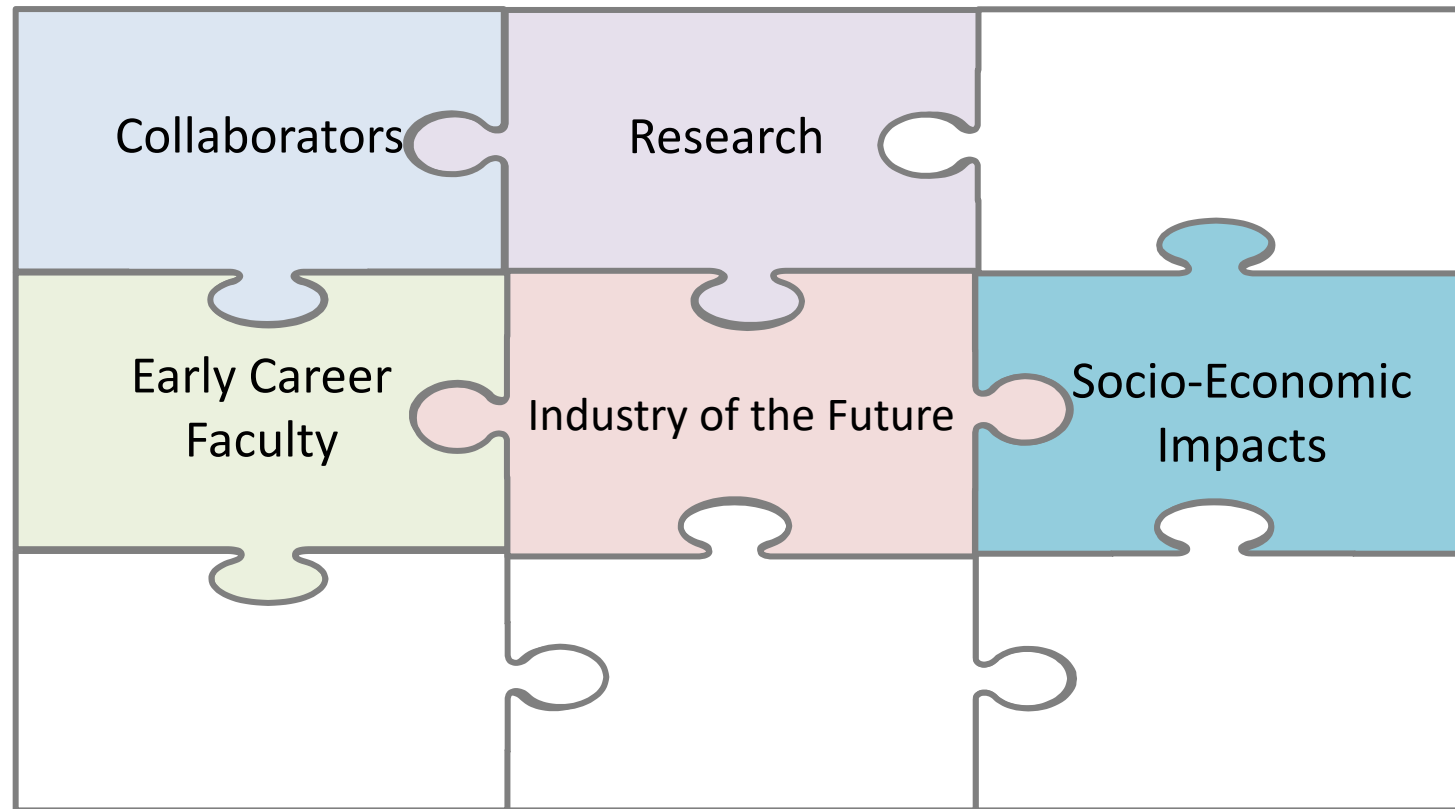 Collaborators
Research
Early Career
Faculty
Industry of the Future
Socio-Economic
Impacts